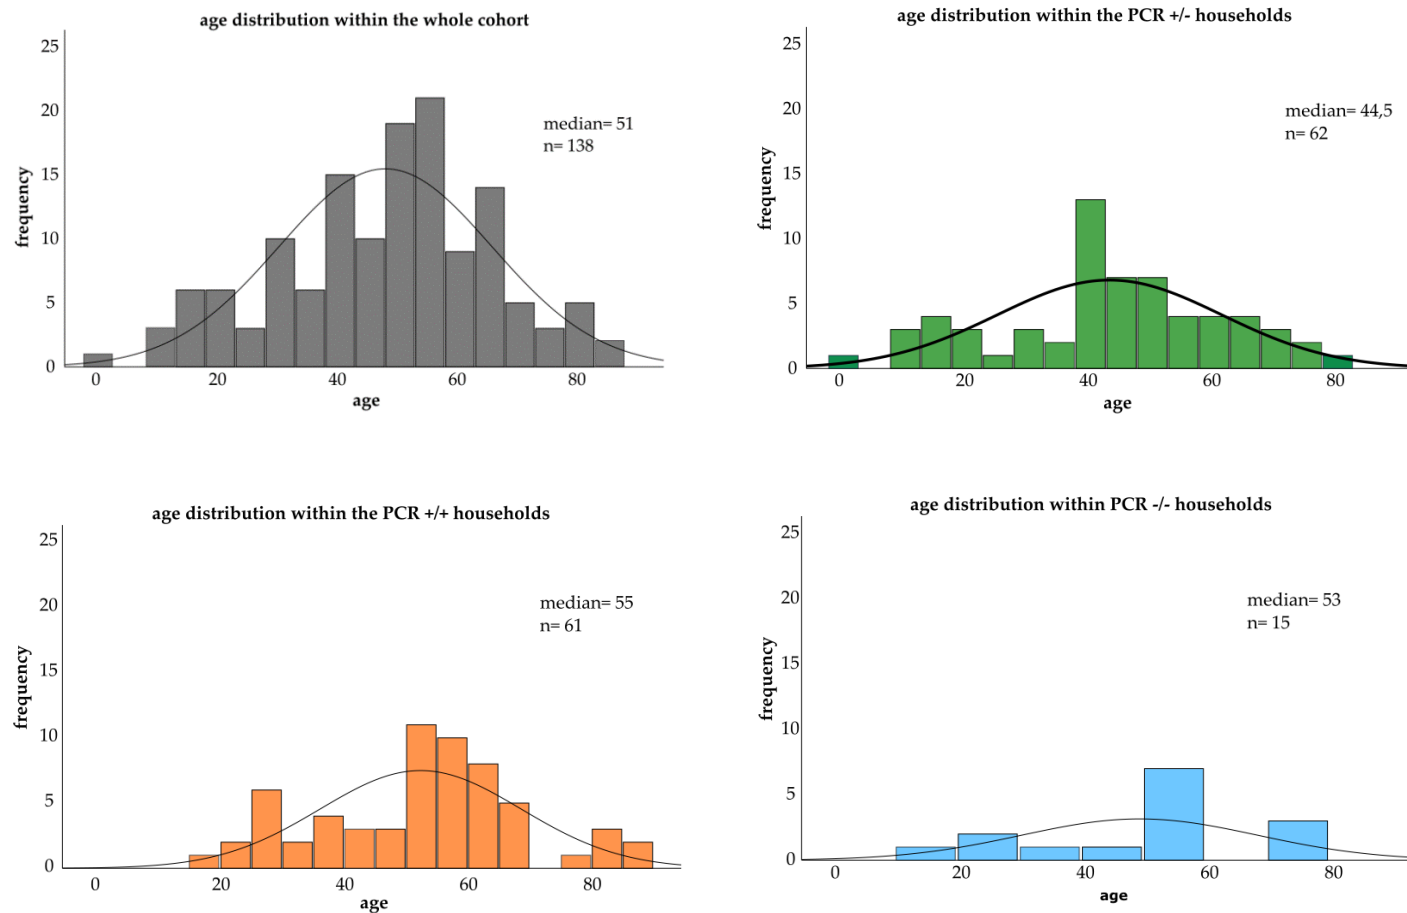 age distribution within the whole cohort
25
20
15
10
5
0
frequency
median= 51
n= 138
0 20 40 60 80
age
age distribution within the PCR +/- households
25
20
15
10
5
0
frequency
median= 44,5
n= 62
0 20 40 60 80
age
age distribution within the PCR +/+ households
25
20
15
10
5
0
frequency
median= 55
n= 61
0 20 40 60 80
age
age distribution within PCR -/- households
25
20
15
10
5
0
frequency
median= 53
n= 15
0 20 40 60 80
age